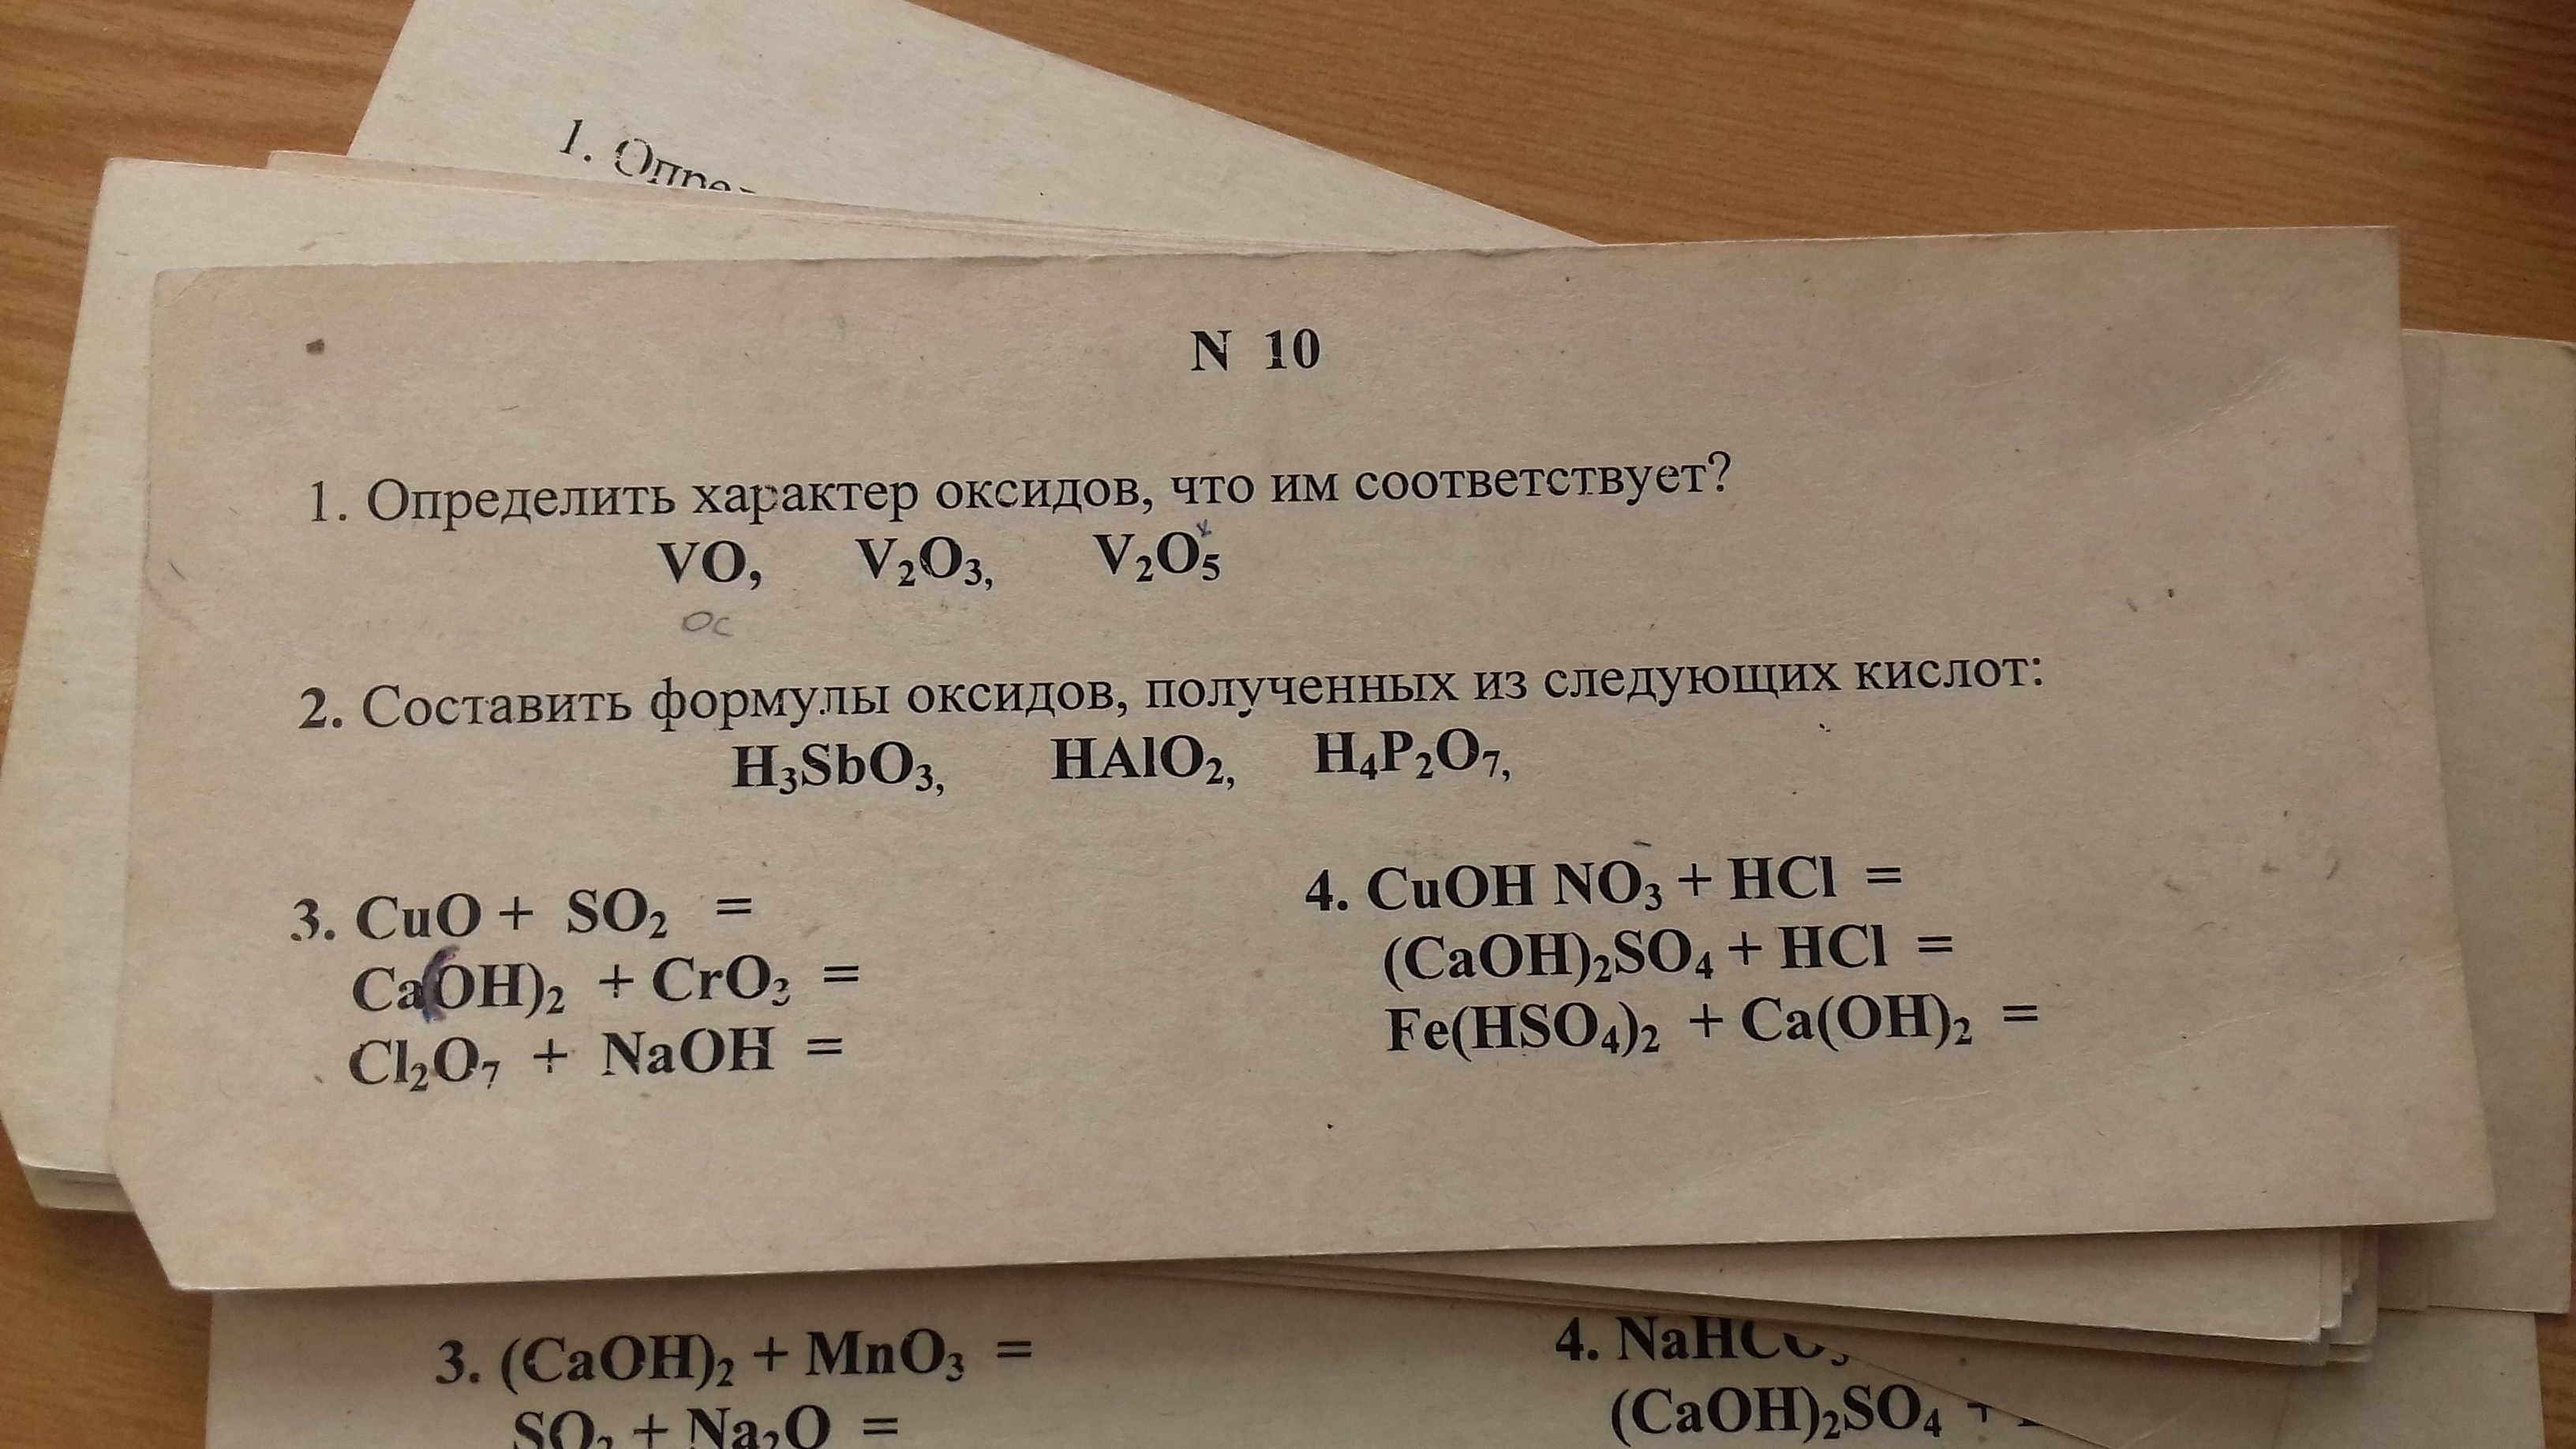 1. Опре
N 10
1. Определить характер оксидов, что им соответствует?
VO, V₂O₃, V₂O₅
ос
2. Составить формулы оксидов, полученных из следующих кислот:
H₃SbO₃, HAlO₂, H₄P₂O₇,
3. CuO + SO₂ =
Ca(OH)₂ + CrO₃ =
Cl₂O₇ + NaOH =
4. CuOH NO₃ + HCl =
(CaOH)₂SO₄ + HCl =
Fe(HSO₄)₂ + Ca(OH)₂ =
3. (CaOH)₂ + MnO₃ =
SO₃ + Na₂O =
4. NaHCO₃
(CaOH)₂SO₄ +